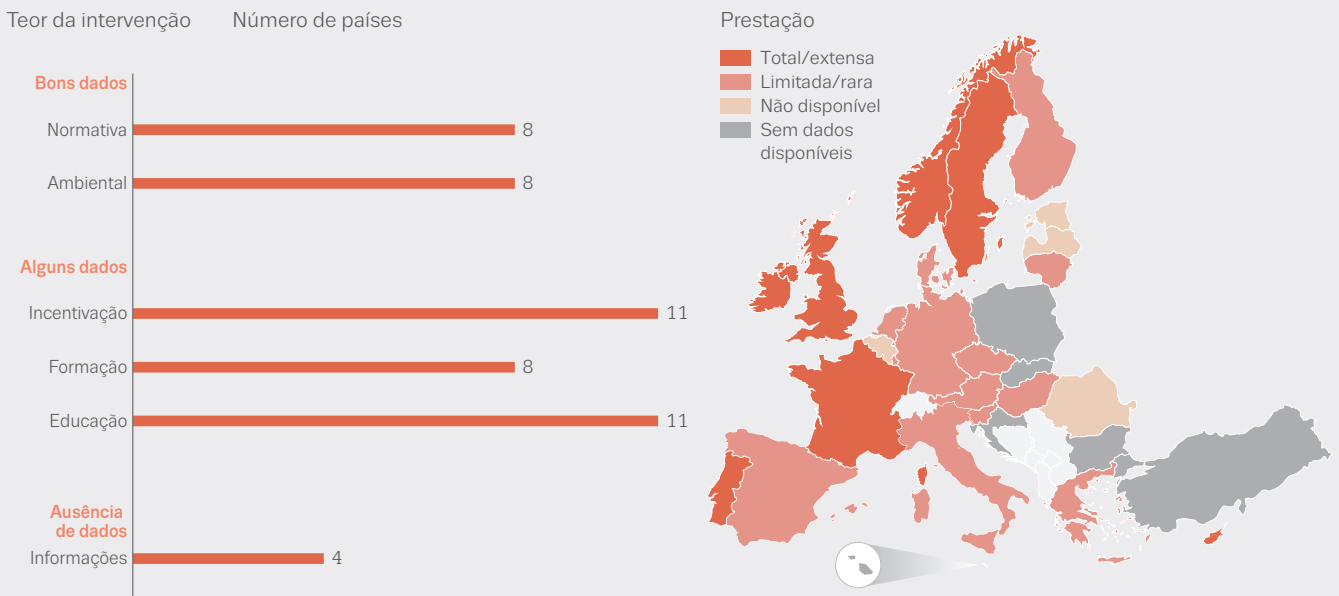 Teor da intervenção Número de países
Bons dados
Normativa 8
Ambiental 8
Alguns dados
Incentivação 11
Formação 8
Educação 11
Ausência
de dados
Informações 4
Prestação
Total/extensa
Limitada/rara
Não disponível
Sem dados
disponíveis